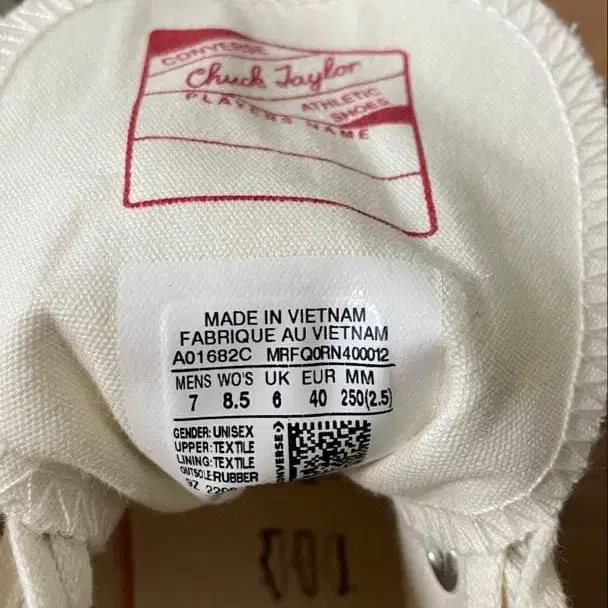 CONVERSE
Chuck Taylor
ATHLETIC
SHOES
PLAYERS NAME
MADE IN VIETNAM
FABRIQUE AU VIETNAM
A01682C MRFQ0RN400012
MENS WO'S UK EUR MM
7 8.5 6 40 250(2.5)
GENDER: UNISEX
UPPER: TEXTILE
LINING: TEXTILE
OUTSOLE:RUBBER
CONVERSE